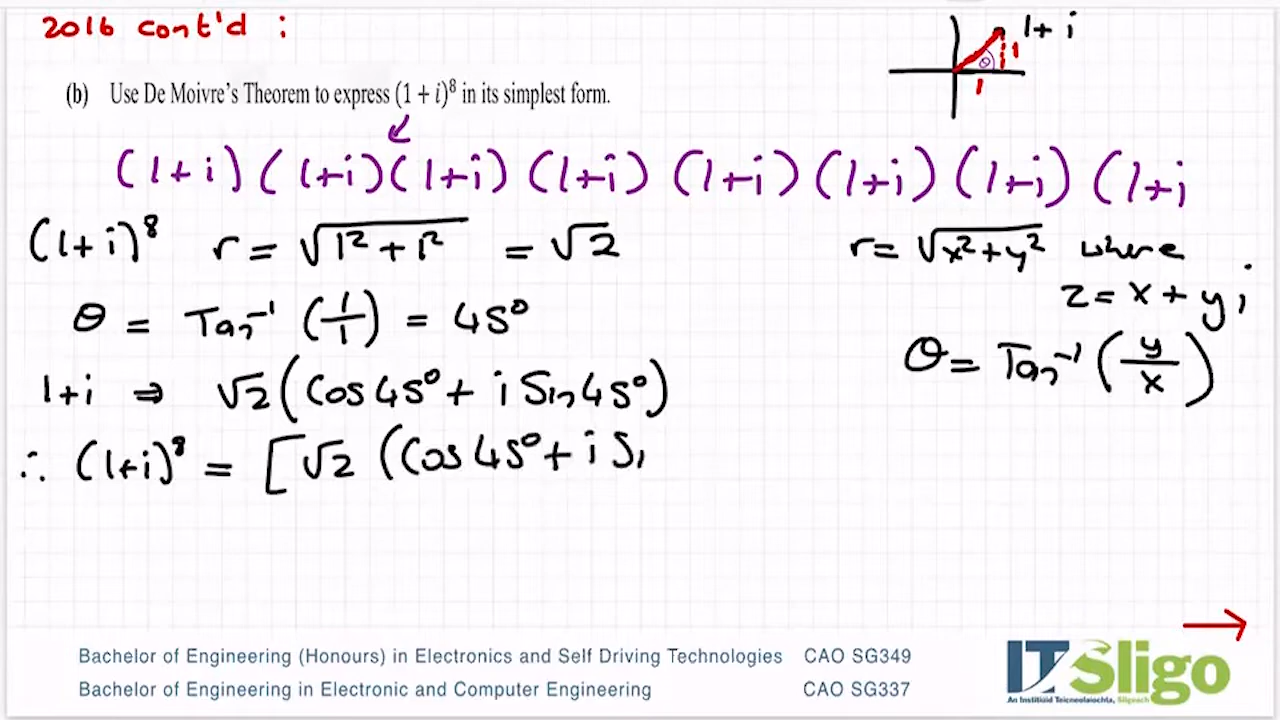 2016 cont'd :
1 + i
θ
1
1
(b) Use De Moivre's Theorem to express (1 + i)⁸ in its simplest form.
(1+i) (1+i)(1+i) (1+i) (1+i) (1+i) (1+i) (1+i
(1+i)⁸ r = √1² + 1² = √2
r = √x²+y² where
z = x + yi
θ = Tan⁻¹ (1/1) = 45°
θ = Tan⁻¹ (y/x)
1+i ⇒ √2 (Cos 45° + i Sin 45°)
∴ (1+i)⁸ = [√2 (Cos 45° + i S
Bachelor of Engineering (Honours) in Electronics and Self Driving Technologies CAO SG349
Bachelor of Engineering in Electronic and Computer Engineering CAO SG337
IT Sligo
An Institiúid Teicneolaíochta, Sligeach